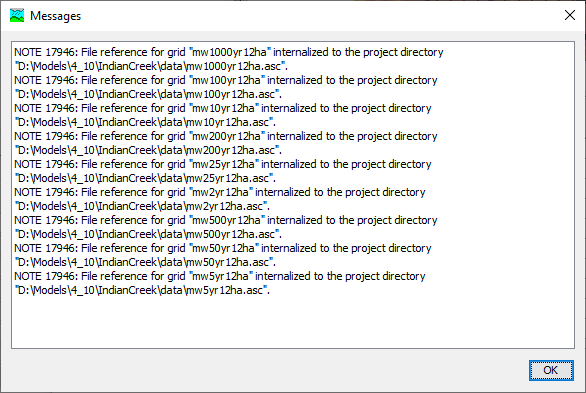 Messages
NOTE 17946: File reference for grid "mw1000yr12ha" internalized to the project directory
"D:\Models\4_10\IndianCreek\data\mw1000yr12ha.asc".
NOTE 17946: File reference for grid "mw100yr12ha" internalized to the project directory
"D:\Models\4_10\IndianCreek\data\mw100yr12ha.asc".
NOTE 17946: File reference for grid "mw10yr12ha" internalized to the project directory
"D:\Models\4_10\IndianCreek\data\mw10yr12ha.asc".
NOTE 17946: File reference for grid "mw200yr12ha" internalized to the project directory
"D:\Models\4_10\IndianCreek\data\mw200yr12ha.asc".
NOTE 17946: File reference for grid "mw25yr12ha" internalized to the project directory
"D:\Models\4_10\IndianCreek\data\mw25yr12ha.asc".
NOTE 17946: File reference for grid "mw2yr12ha" internalized to the project directory
"D:\Models\4_10\IndianCreek\data\mw2yr12ha.asc".
NOTE 17946: File reference for grid "mw500yr12ha" internalized to the project directory
"D:\Models\4_10\IndianCreek\data\mw500yr12ha.asc".
NOTE 17946: File reference for grid "mw50yr12ha" internalized to the project directory
"D:\Models\4_10\IndianCreek\data\mw50yr12ha.asc".
NOTE 17946: File reference for grid "mw5yr12ha" internalized to the project directory
"D:\Models\4_10\IndianCreek\data\mw5yr12ha.asc".
OK